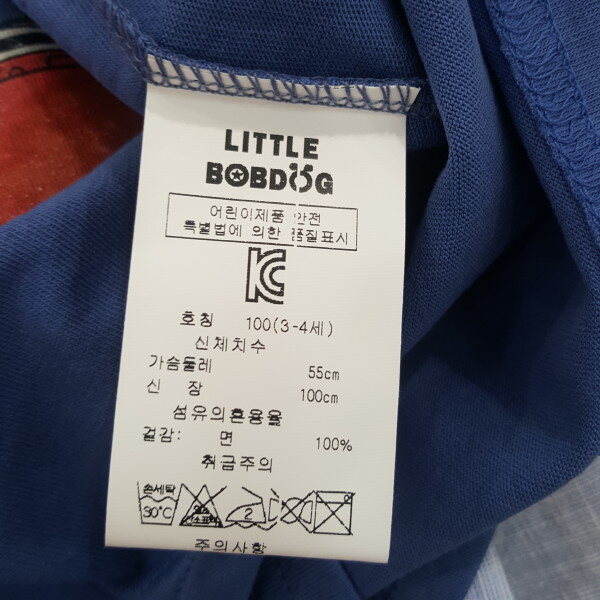 LITTLE
BOBDOG
어린이제품 안전
특별법에 의한 품질표시
KC
호칭 100(3-4세)
신체치수
가슴둘레 55cm
신 장 100cm
섬유의혼용율
겉감: 면 100%
취급주의
손세탁
30°C
2
주의사항